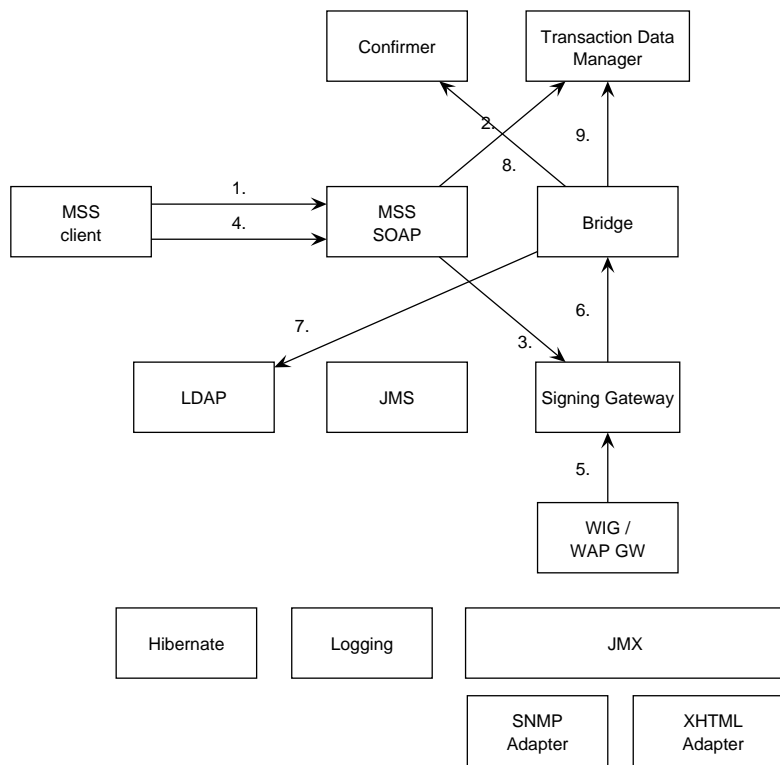 Confirmer
Transaction Data
Manager
2.
9.
8.
1.
MSS
client
4.
MSS
SOAP
Bridge
7.
6.
3.
LDAP
JMS
Signing Gateway
5.
WIG /
WAP GW
Hibernate
Logging
JMX
SNMP
Adapter
XHTML
Adapter